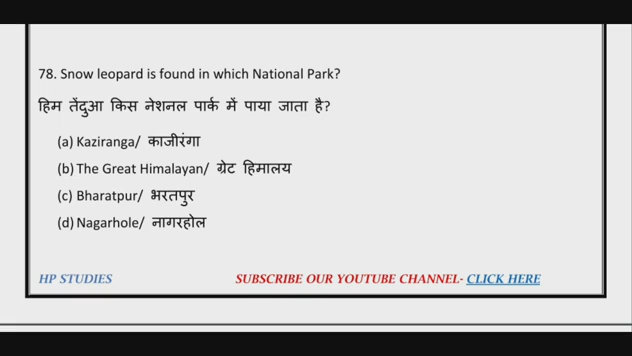 78. Snow leopard is found in which National Park?
हिम तेंदुआ किस नेशनल पार्क में पाया जाता है?
(a) Kaziranga/ काजीरंगा
(b) The Great Himalayan/ ग्रेट हिमालय
(c) Bharatpur/ भरतपुर
(d) Nagarhole/ नागरहोल
HP STUDIES SUBSCRIBE OUR YOUTUBE CHANNEL- CLICK HERE